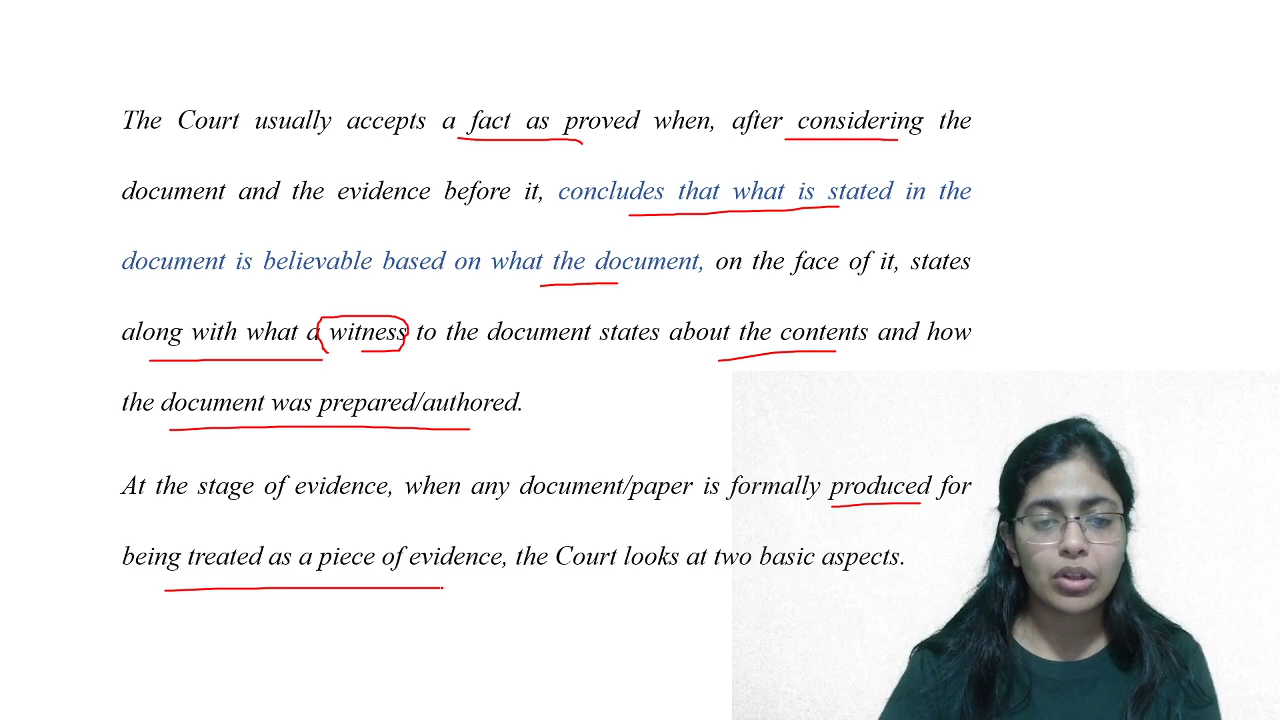 The Court usually accepts a fact as proved when, after considering the
document and the evidence before it, concludes that what is stated in the
document is believable based on what the document, on the face of it, states
along with what a witness to the document states about the contents and how
the document was prepared/authored.
At the stage of evidence, when any document/paper is formally produced for
being treated as a piece of evidence, the Court looks at two basic aspects.